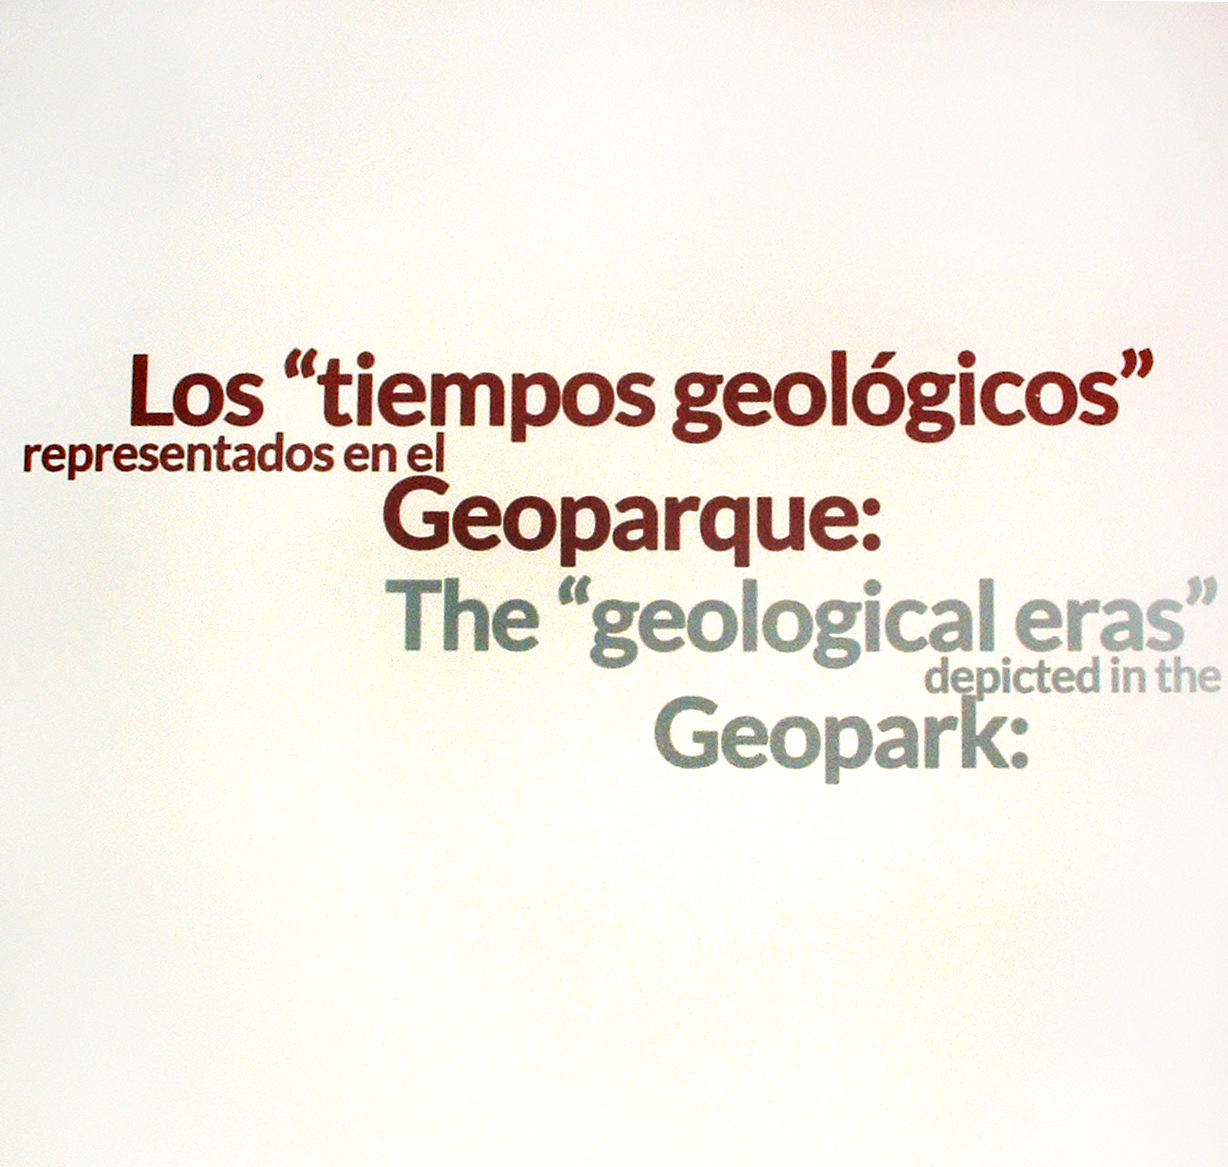 Los “tiempos geológicos”
representados en el
Geoparque:
The “geological eras”
depicted in the
Geopark: